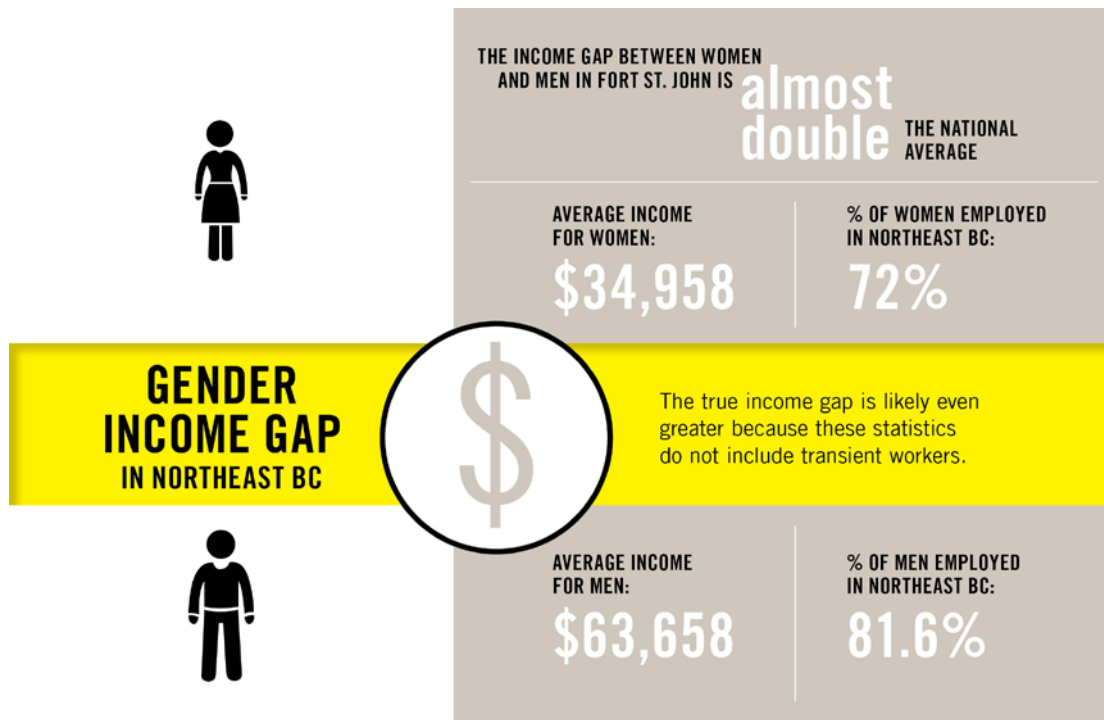 THE INCOME GAP BETWEEN WOMEN
AND MEN IN FORT ST. JOHN IS
almost
double
THE NATIONAL
AVERAGE
AVERAGE INCOME
FOR WOMEN:
$34,958
% OF WOMEN EMPLOYED
IN NORTHEAST BC:
72%
GENDER
INCOME GAP
IN NORTHEAST BC
$
The true income gap is likely even
greater because these statistics
do not include transient workers.
AVERAGE INCOME
FOR MEN:
$63,658
% OF MEN EMPLOYED
IN NORTHEAST BC:
81.6%